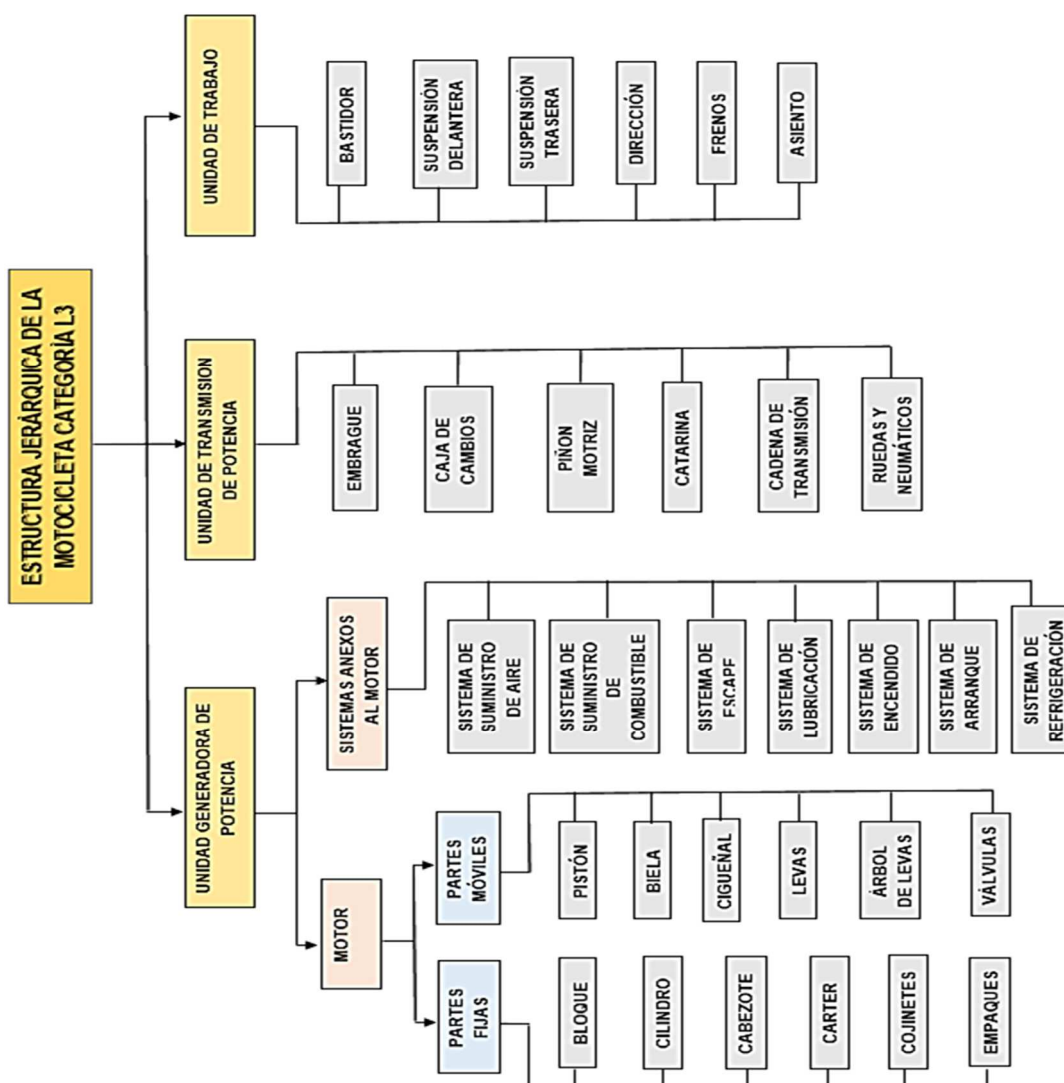 ESTRUCTURA JERÁRQUICA DE LA
MOTOCICLETA CATEGORÍA L3
UNIDAD GENERADORA DE
POTENCIA
UNIDAD DE TRANSMISION
DE POTENCIA
UNIDAD DE TRABAJO
MOTOR
SISTEMAS ANEXOS
AL MOTOR
PARTES
FIJAS
PARTES
MÓVILES
BLOQUE
CILINDRO
CABEZOTE
CARTER
COJINETES
EMPAQUES
PISTÓN
BIELA
CIGUEÑAL
LEVAS
ÁRBOL
DE LEVAS
VÁLVULAS
SISTEMA DE
SUMINISTRO
DE AIRE
SISTEMA DE
SUMINISTRO
DE
COMBUSTIBLE
SISTEMA DE
ESCAPE
SISTEMA DE
LUBRICACIÓN
SISTEMA DE
ENCENDIDO
SISTEMA DE
ARRANQUE
SISTEMA DE
REFRIGERACIÓN
EMBRAGUE
CAJA DE
CAMBIOS
PIÑON
MOTRIZ
CATARINA
CADENA DE
TRANSMISIÓN
RUEDAS Y
NEUMÁTICOS
BASTIDOR
SUSPENSIÓN
DELANTERA
SUSPENSIÓN
TRASERA
DIRECCIÓN
FRENOS
ASIENTO